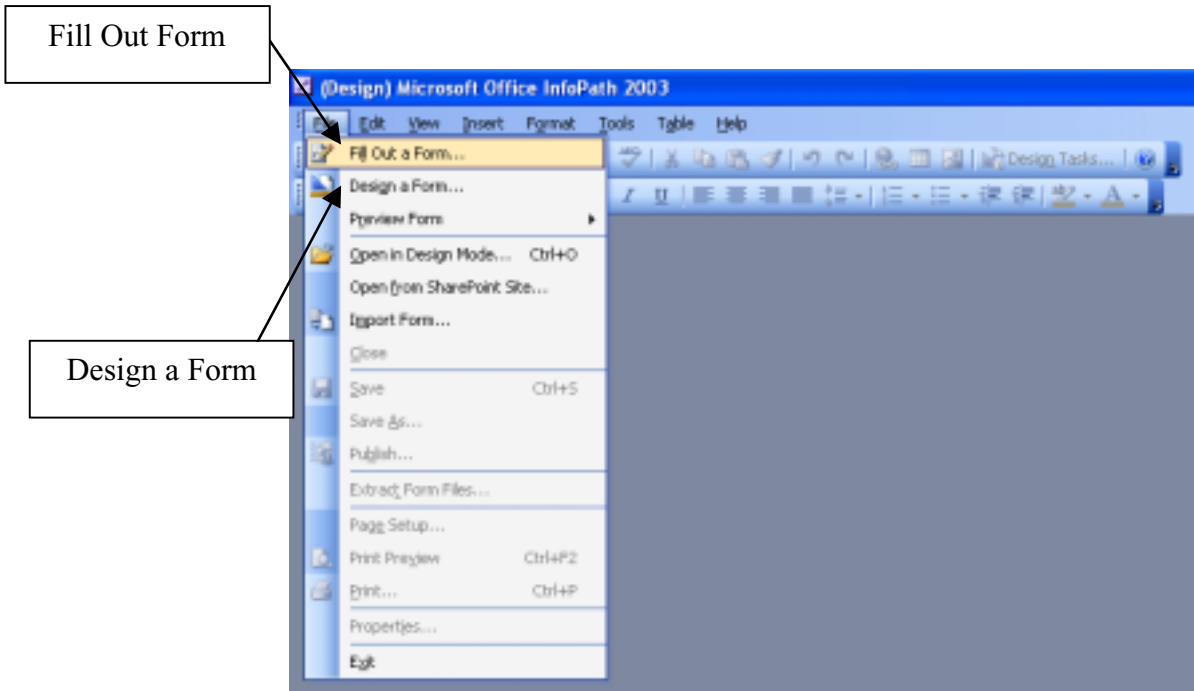 Fill Out Form
(Design) Microsoft Office InfoPath 2003
File Edit View Insert Format Tools Table Help
Fill Out a Form...
Design Tasks...
Design a Form...
Preview Form
Open in Design Mode... Ctrl+O
Open from SharePoint Site...
Import Form...
Design a Form
Close
Save Ctrl+S
Save As...
Publish...
Extract Form Files...
Page Setup...
Print Preview Ctrl+F2
Print... Ctrl+P
Properties...
Exit